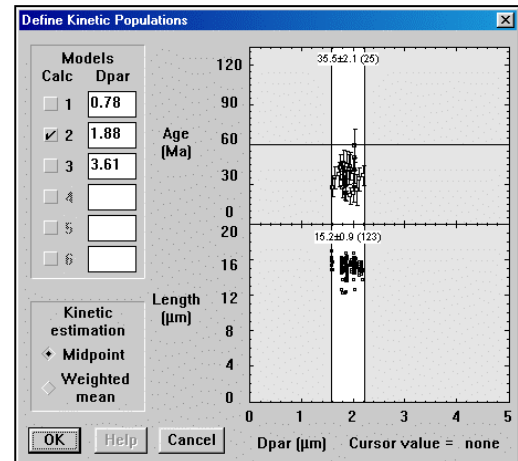 Define Kinetic Populations
Models
Calc Dpar
1 0.78
2 1.88
3 3.61
4
5
6
Kinetic
estimation
Midpoint
Weighted
mean
OK Help Cancel
Age
(Ma)
120
90
60
30
0
35.5±2.1 (25)
Length
(µm)
20
16
12
8
4
0
15.2±0.9 (123)
0 1 2 3 4 5
Dpar (µm) Cursor value = none